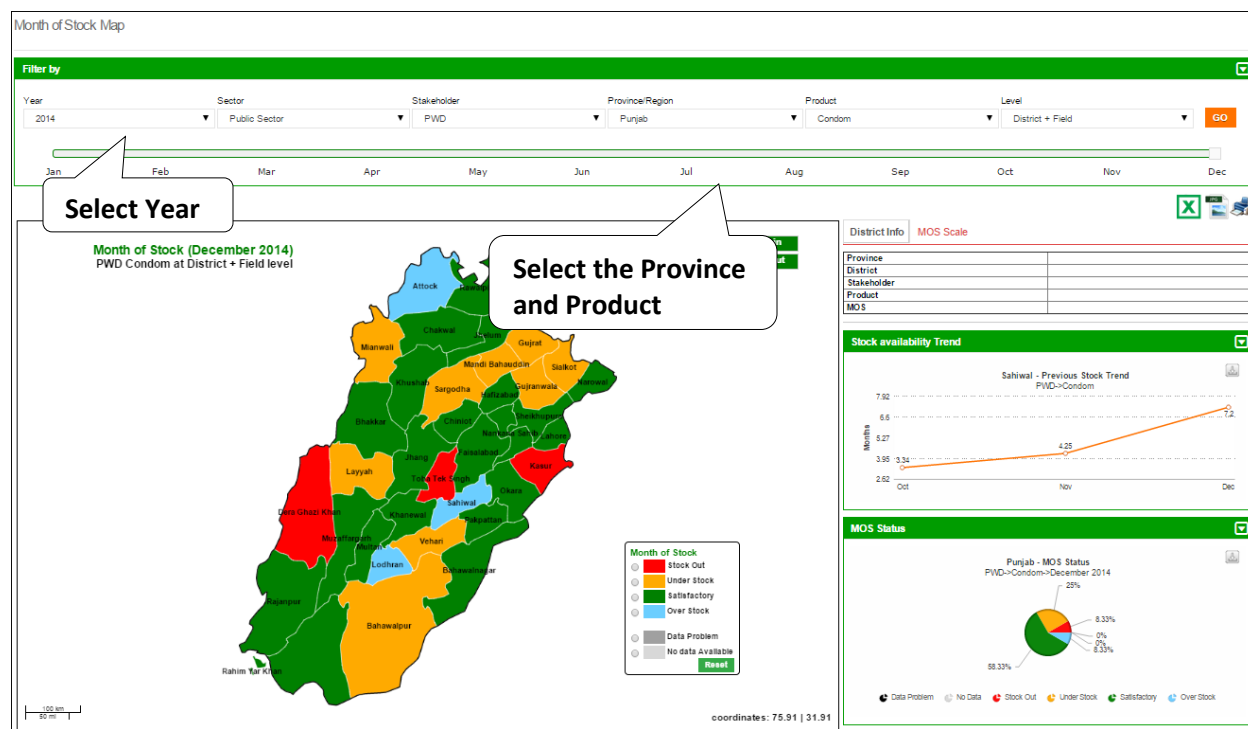 Month of Stock Map
Filter by
Year Sector Stakeholder Province/Region Product Level
2014 Public Sector PWD Punjab Condom District + Field GO
Jan Feb Mar Apr May Jun Jul Aug Sep Oct Nov Dec
Select Year
Select the Province
and Product
Month of Stock (December 2014)
PWD Condom at District + Field level
Attock
Chakwal
Mianwali
Gujrat
Mandi Bahauddin
Sialkot
Khushab
Sargodha
Gujranwala
Narowal
Hafizabad
Sheikhupura
Bhakkar
Chiniot
Nankana Sahib
Lahore
Jhang
Faisalabad
Layyah
Kasur
Toba Tek Singh
Okara
Sahiwal
Dera Ghazi Khan
Khanewal
Pakpattan
Muzaffargarh
Multan
Vehari
Lodhran
Bahawalnagar
Rajanpur
Bahawalpur
Rahim Yar Khan
100 km
50 mi
Month of Stock
Stock Out
Under Stock
Satisfactory
Over Stock
Data Problem
No data Available
Reset
coordinates: 75.91 | 31.91
District Info MOS Scale
Province
District
Stakeholder
Product
MOS
Stock availability Trend
Sahiwal - Previous Stock Trend
PWD->Condom
Months
7.92
6.6
5.27
3.95
2.62
3.34
4.25
7.2
Oct Nov Dec
MOS Status
Punjab - MOS Status
PWD->Condom->December 2014
25%
8.33%
0%
0%
8.33%
58.33%
Data Problem No Data Stock Out Under Stock Satisfactory Over Stock